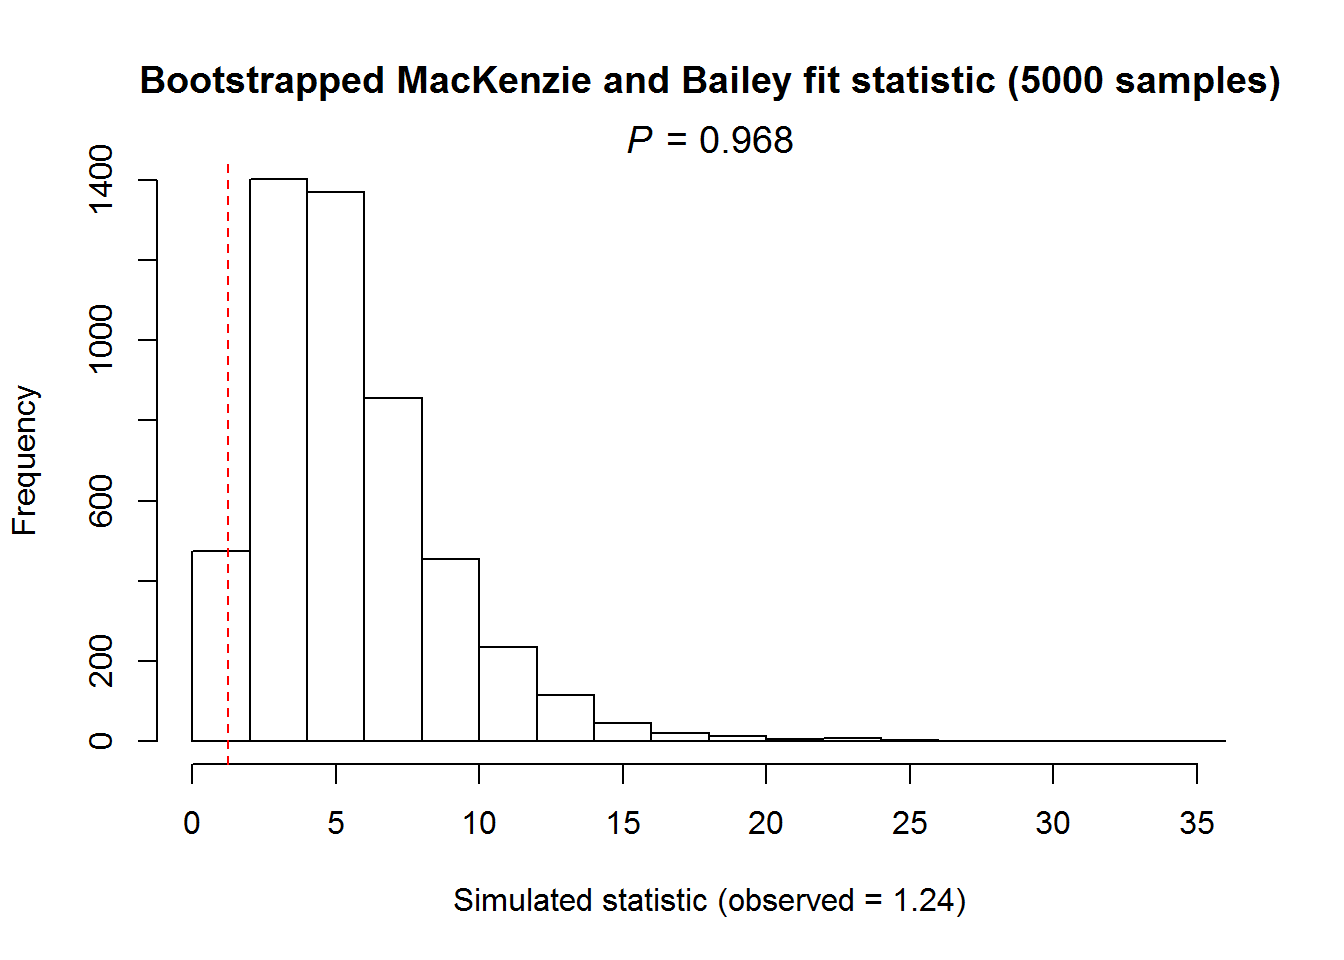 Bootstrapped MacKenzie and Bailey fit statistic (5000 samples)
P = 0.968
Frequency
1400
1000
600
200
0
0 5 10 15 20 25 30 35
Simulated statistic (observed = 1.24)